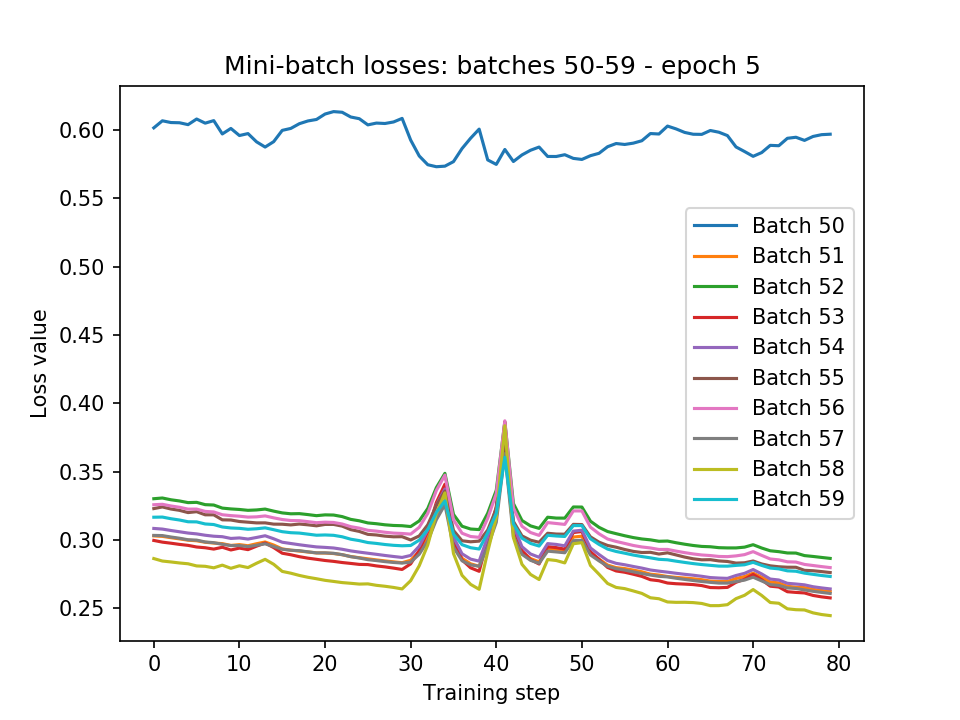 Mini-batch losses: batches 50-59 - epoch 5
Loss value
0.60
0.55
0.50
0.45
0.40
0.35
0.30
0.25
Batch 50
Batch 51
Batch 52
Batch 53
Batch 54
Batch 55
Batch 56
Batch 57
Batch 58
Batch 59
0 10 20 30 40 50 60 70 80
Training step